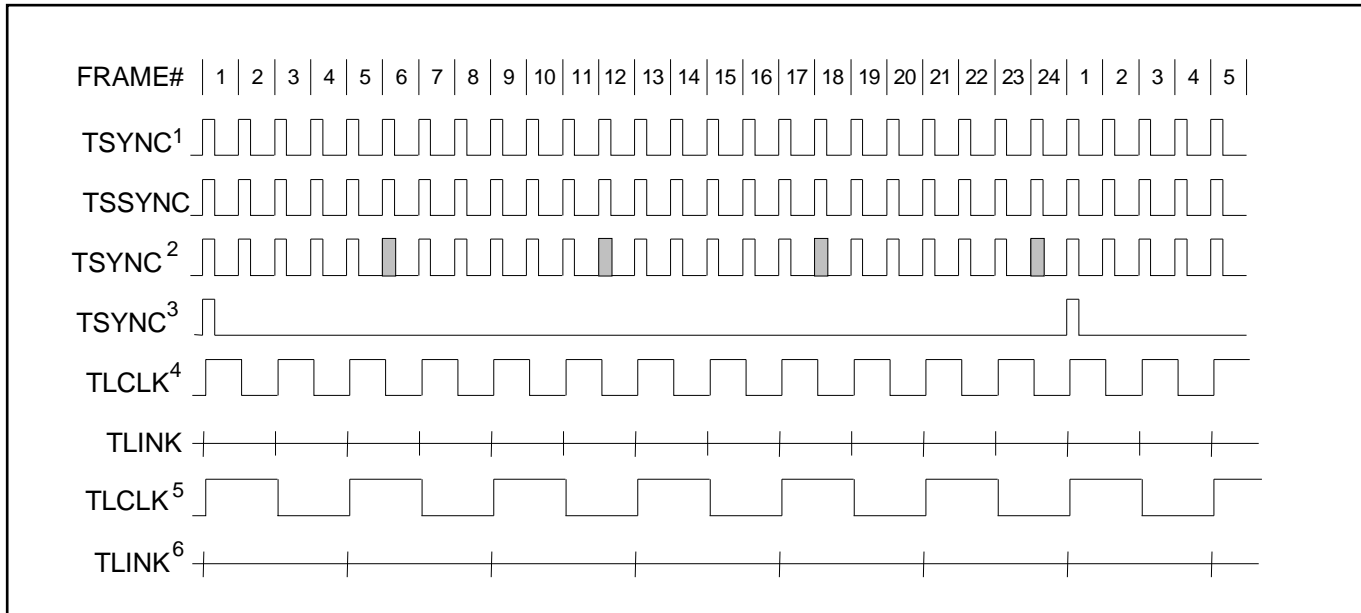 FRAME# 1 2 3 4 5 6 7 8 9 10 11 12 13 14 15 16 17 18 19 20 21 22 23 24 1 2 3 4 5
TSYNC1
TSSYNC
TSYNC2
TSYNC3
TLCLK4
TLINK
TLCLK5
TLINK6